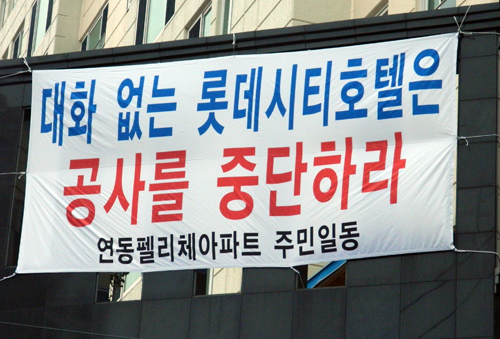 대화 없는 롯데시티호텔은
공사를 중단하라
연동펠리체아파트 주민일동